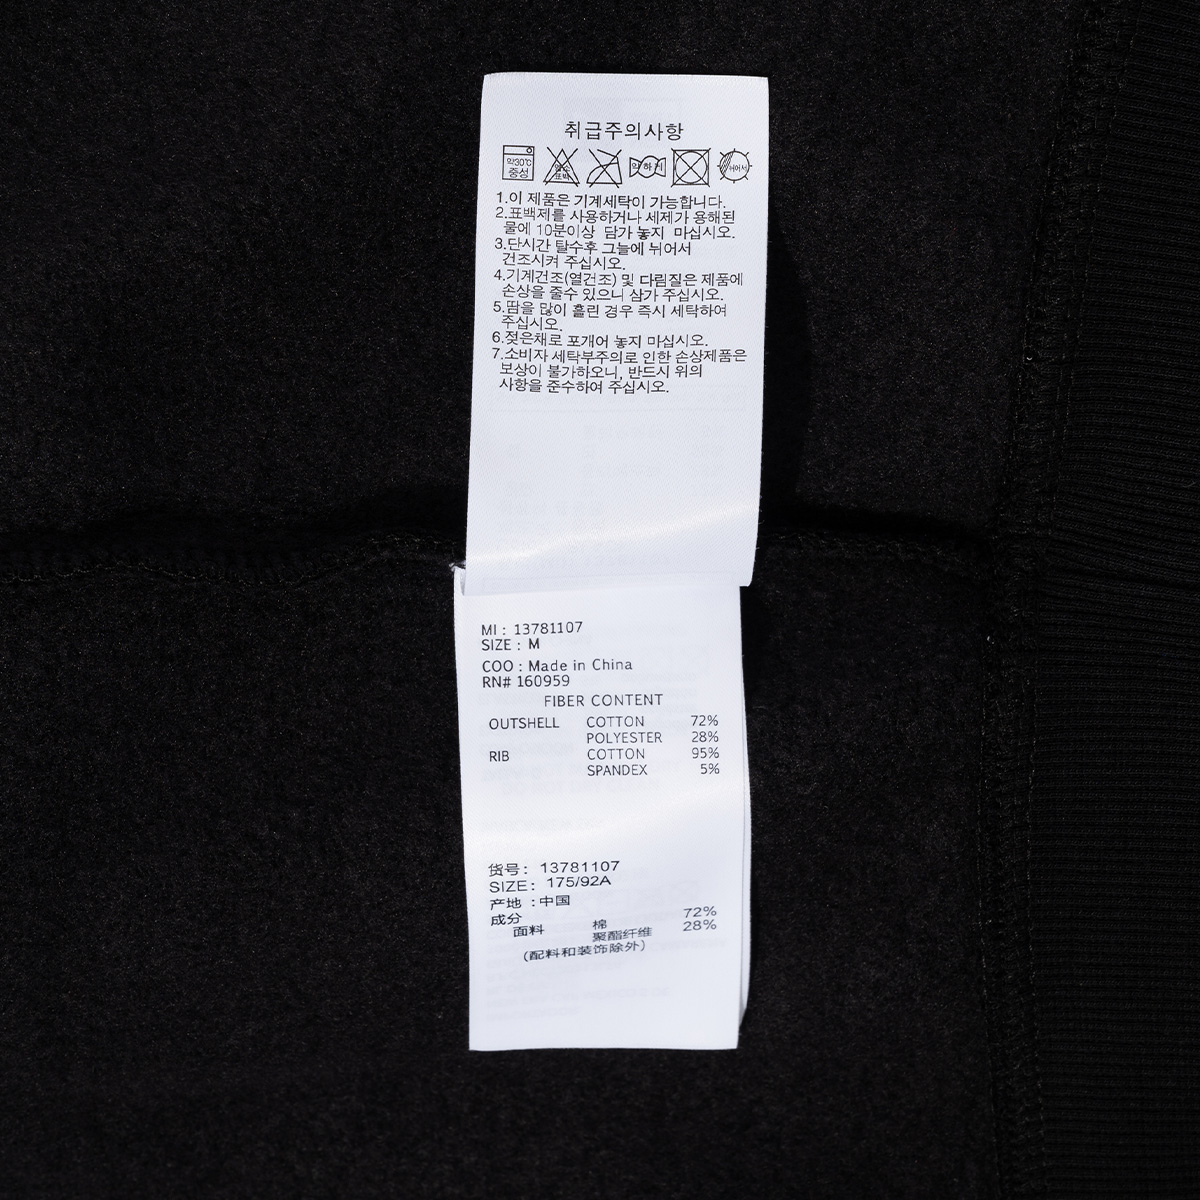 취급주의사항
약30℃
중성
염소
표백
약하게
뉘어서
1.이 제품은 기계세탁이 가능합니다.
2.표백제를 사용하거나 세제가 용해된
물에 10분이상 담가 놓지 마십시오.
3.단시간 탈수후 그늘에 뉘어서
건조시켜 주십시오.
4.기계건조(열건조) 및 다림질은 제품에
손상을 줄수 있으니 삼가 주십시오.
5.땀을 많이 흘린 경우 즉시 세탁하여
주십시오.
6.젖은채로 포개어 놓지 마십시오.
7.소비자 세탁부주의로 인한 손상제품은
보상이 불가하오니, 반드시 위의
사항을 준수하여 주십시오.
MI : 13781107
SIZE : M
COO : Made in China
RN# 160959
FIBER CONTENT
OUTSHELL COTTON 72%
POLYESTER 28%
RIB COTTON 95%
SPANDEX 5%
货号: 13781107
SIZE: 175/92A
产地 :中国
成分
面料 棉 72%
聚酯纤维 28%
(配料和装饰除外)